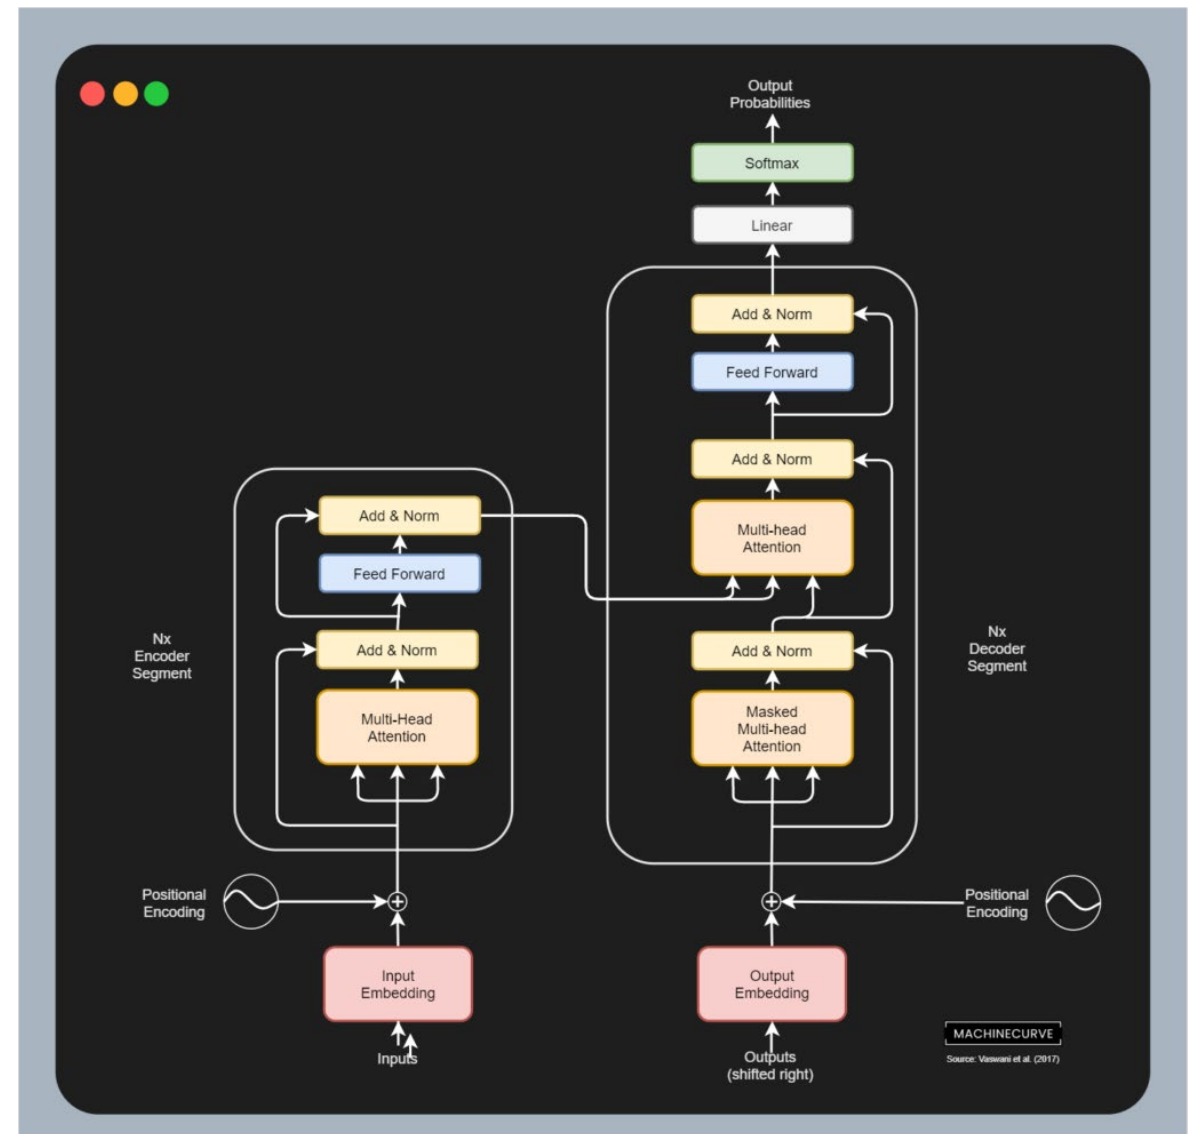 Output
Probabilities
Softmax
Linear
Add & Norm
Feed Forward
Add & Norm
Multi-head
Attention
Add & Norm
Masked
Multi-head
Attention
Nx
Decoder
Segment
Add & Norm
Feed Forward
Add & Norm
Multi-Head
Attention
Nx
Encoder
Segment
Positional
Encoding
Positional
Encoding
Input
Embedding
Output
Embedding
Inputs
Outputs
(shifted right)
MACHINECURVE
Source: Vaswani et al. (2017)